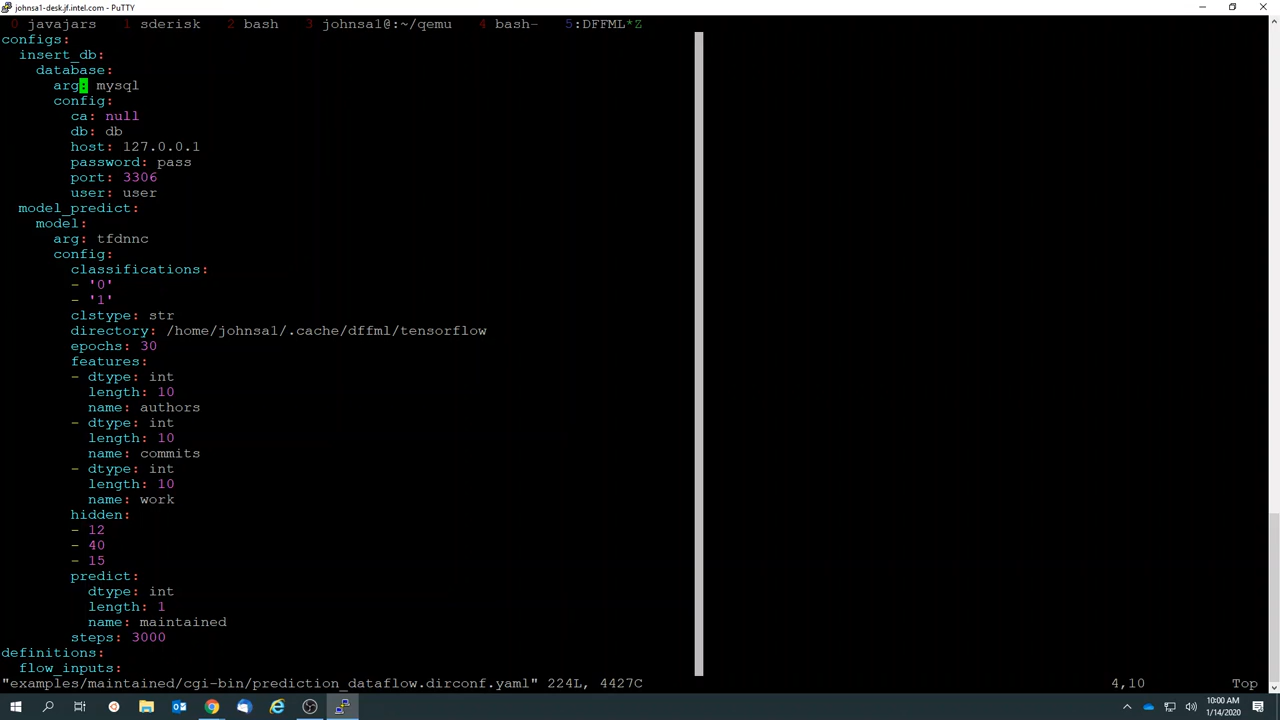 johnsa1-desk.jf.intel.com - PuTTY
0 javajars 1 sderisk 2 bash 3 johnsa1@:~/qemu 4 bash- 5:DFFML*Z
configs:
insert_db:
database:
arg: mysql
config:
ca: null
db: db
host: 127.0.0.1
password: pass
port: 3306
user: user
model_predict:
model:
arg: tfdnnc
config:
classifications:
- '0'
- '1'
clstype: str
directory: /home/johnsa1/.cache/dffml/tensorflow
epochs: 30
features:
- dtype: int
length: 10
name: authors
- dtype: int
length: 10
name: commits
- dtype: int
length: 10
name: work
hidden:
- 12
- 40
- 15
predict:
dtype: int
length: 1
name: maintained
steps: 3000
definitions:
flow_inputs:
"examples/maintained/cgi-bin/prediction_dataflow.dirconf.yaml" 224L, 4427C 4,10 Top
10:00 AM
1/14/2020